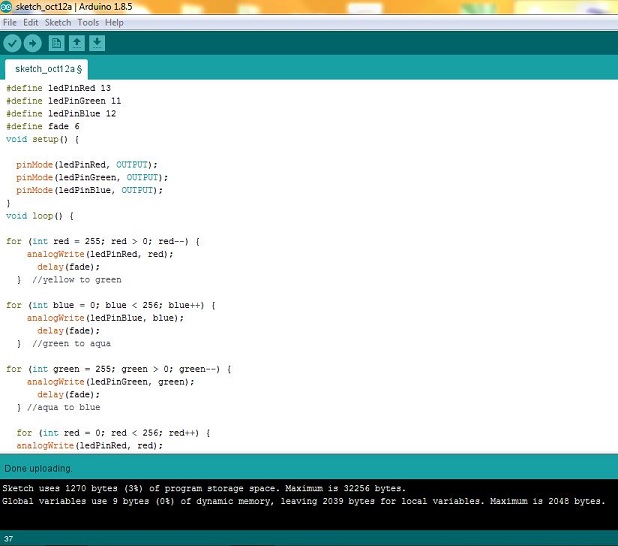 sketch_oct12a | Arduino 1.8.5
File Edit Sketch Tools Help
sketch_oct12a §
#define ledPinRed 13
#define ledPinGreen 11
#define ledPinBlue 12
#define fade 6
void setup() {
pinMode(ledPinRed, OUTPUT);
pinMode(ledPinGreen, OUTPUT);
pinMode(ledPinBlue, OUTPUT);
}
void loop() {
for (int red = 255; red > 0; red--) {
analogWrite(ledPinRed, red);
delay(fade);
} //yellow to green
for (int blue = 0; blue < 256; blue++) {
analogWrite(ledPinBlue, blue);
delay(fade);
} //green to aqua
for (int green = 255; green > 0; green--) {
analogWrite(ledPinGreen, green);
delay(fade);
} //aqua to blue
for (int red = 0; red < 256; red++) {
analogWrite(ledPinRed, red);
Done uploading.
Sketch uses 1270 bytes (3%) of program storage space. Maximum is 32256 bytes.
Global variables use 9 bytes (0%) of dynamic memory, leaving 2039 bytes for local variables. Maximum is 2048 bytes.
37